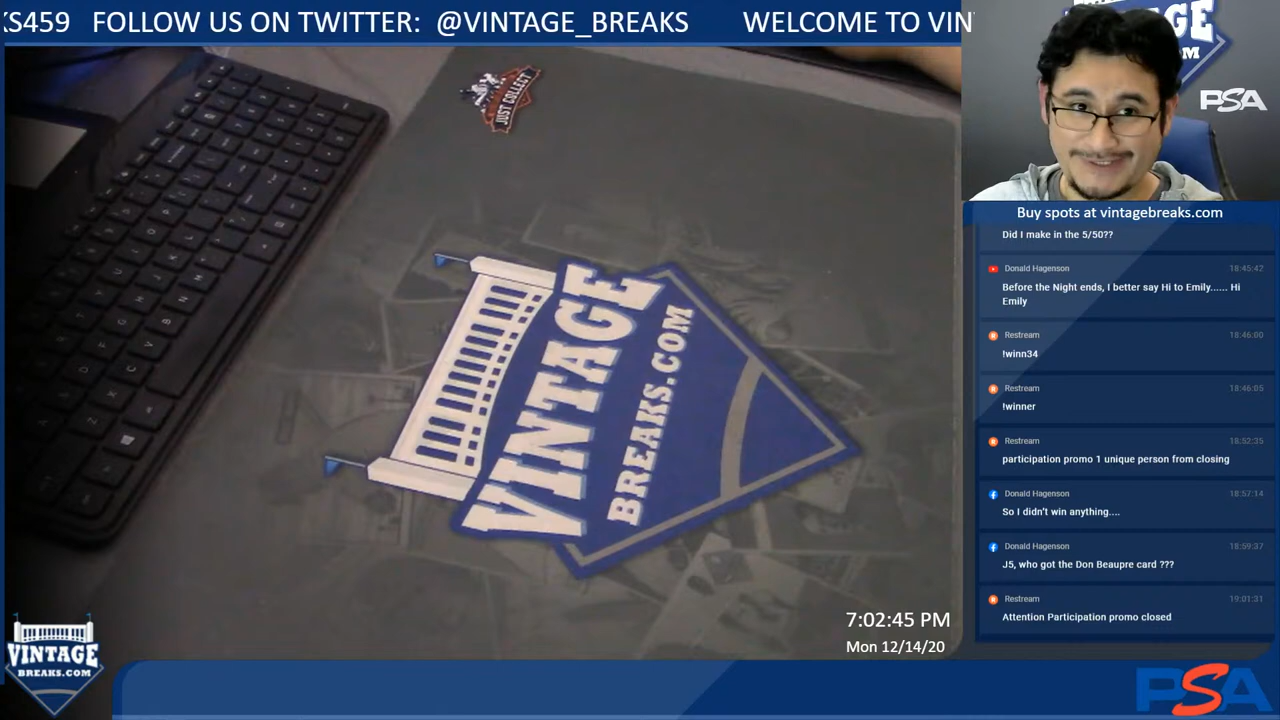 KS459 FOLLOW US ON TWITTER: @VINTAGE_BREAKS WELCOME TO VIN
JUST COLLECT
VINTAGE
BREAKS.COM
PSA
Buy spots at vintagebreaks.com
Did I make in the 5/50??
Donald Hagenson 18:45:42
Before the Night ends, I better say Hi to Emily...... Hi
Emily
Restream 18:46:00
!winn34
Restream 18:46:05
!winner
Restream 18:52:35
participation promo 1 unique person from closing
Donald Hagenson 18:57:14
So I didn't win anything....
Donald Hagenson 18:59:37
J5, who got the Don Beaupre card ???
Restream 19:01:31
Attention Participation promo closed
7:02:45 PM
Mon 12/14/20
VINTAGE
BREAKS.COM
PSA